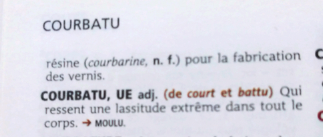 COURBATU
résine (courbarine, n. f.) pour la fabrication
des vernis.
COURBATU, UE adj. (de court et battu) Qui
ressent une lassitude extrême dans tout le
corps. ➔ MOULU.